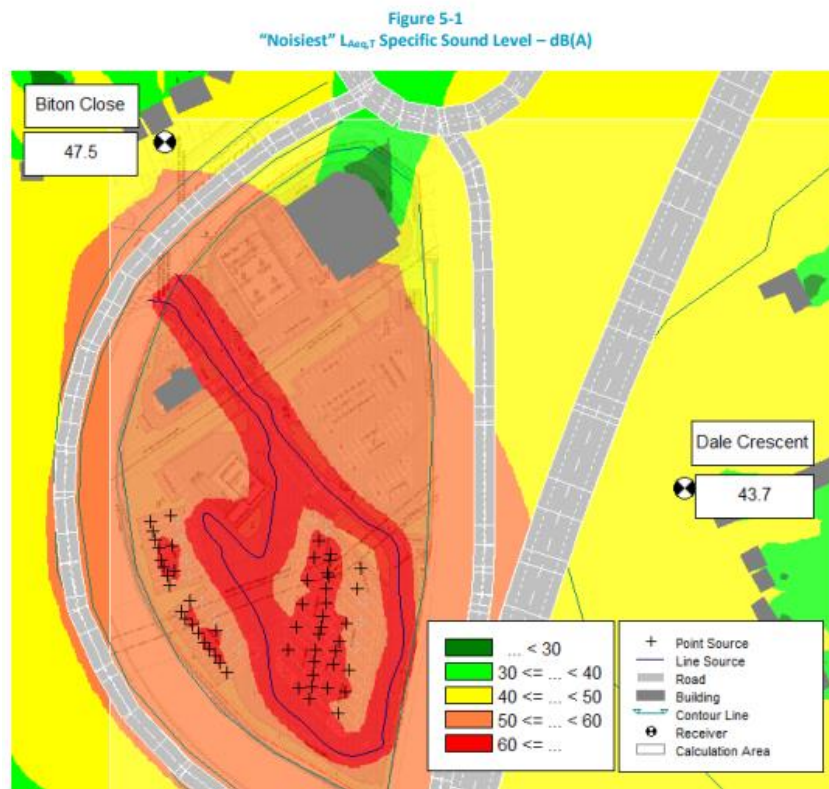 Figure 5-1
“Noisiest” LAeq,T Specific Sound Level – dB(A)
Biton Close
47.5
Dale Crescent
43.7
... < 30
30 <= ... < 40
40 <= ... < 50
50 <= ... < 60
60 <= ...
Point Source
Line Source
Road
Building
Contour Line
Receiver
Calculation Area